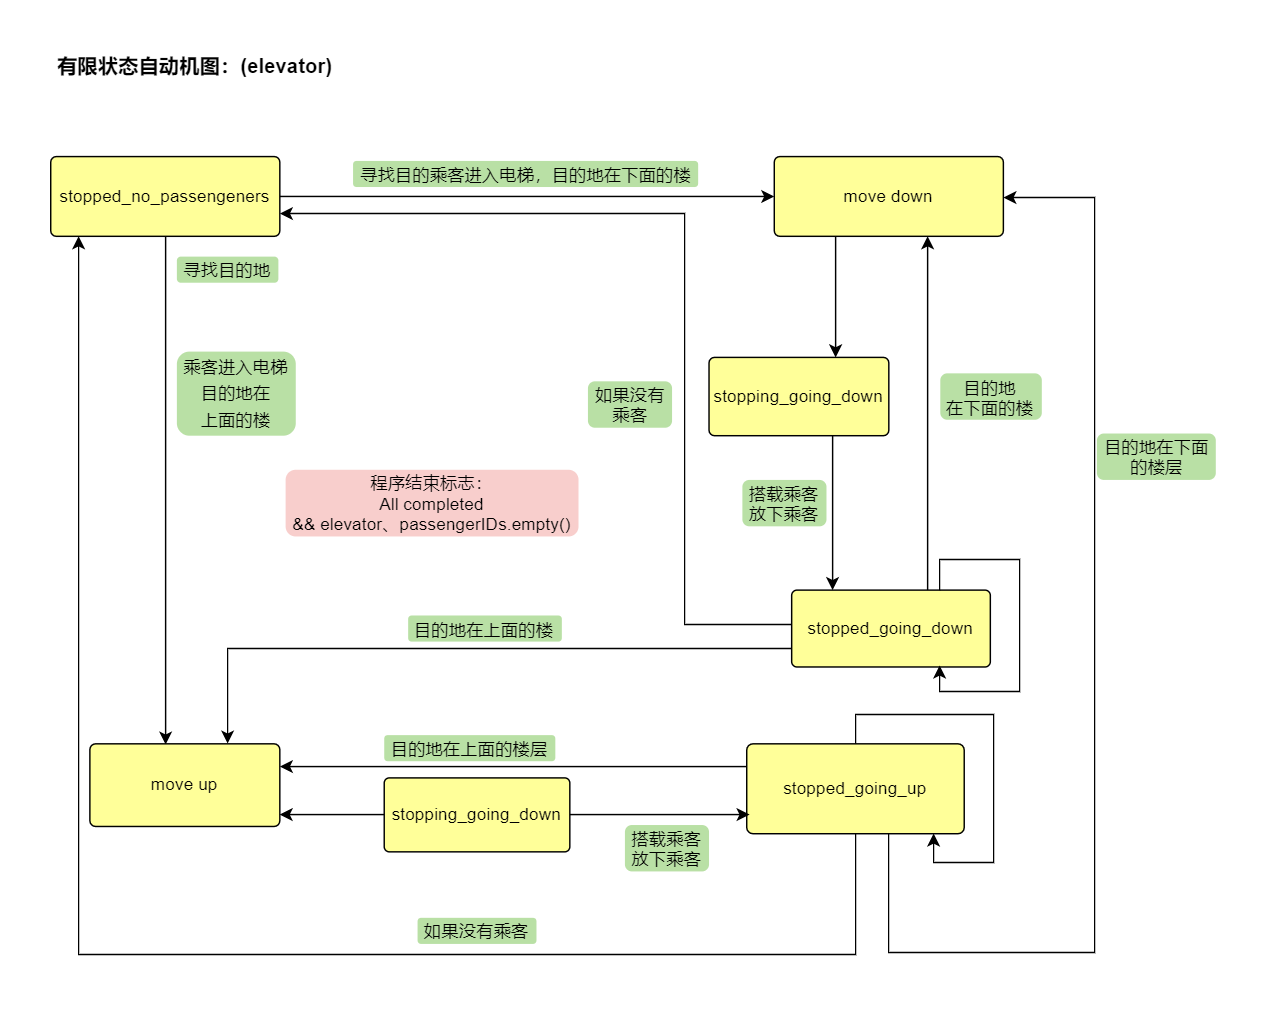 有限状态自动机图：(elevator)
stopped_no_passengeners
寻找目的乘客进入电梯，目的地在下面的楼
move down
寻找目的地
乘客进入电梯
目的地在
上面的楼
如果没有
乘客
stopping_going_down
目的地
在下面的楼
目的地在下面
的楼层
程序结束标志：
All completed
&& elevator、passengerIDs.empty()
搭载乘客
放下乘客
stopped_going_down
目的地在上面的楼
move up
目的地在上面的楼层
stopping_going_down
搭载乘客
放下乘客
stopped_going_up
如果没有乘客